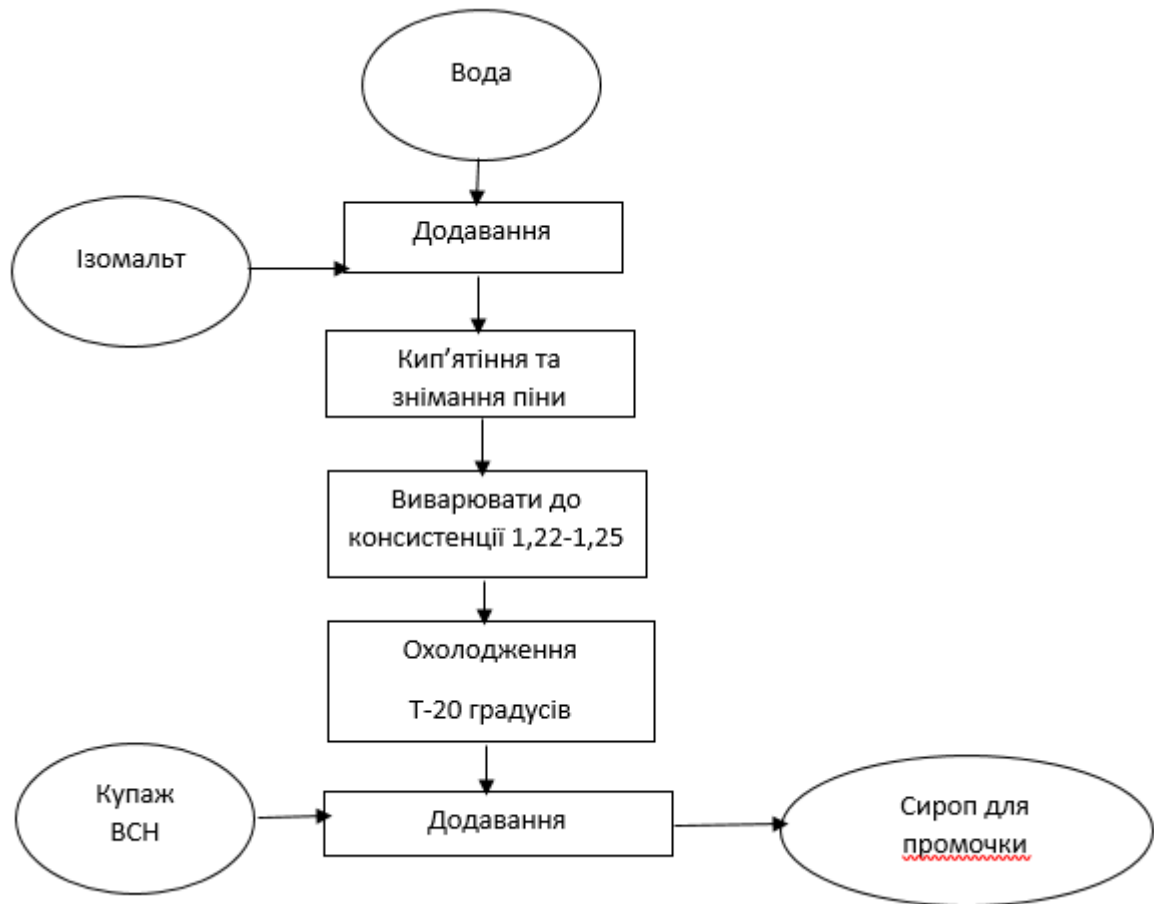 Вода
Додавання
Ізомальт
Кип’ятіння та
знімання піни
Виварювати до
консистенції 1,22-1,25
Охолодження
Т-20 градусів
Купаж
ВСН
Додавання
Сироп для
промочки